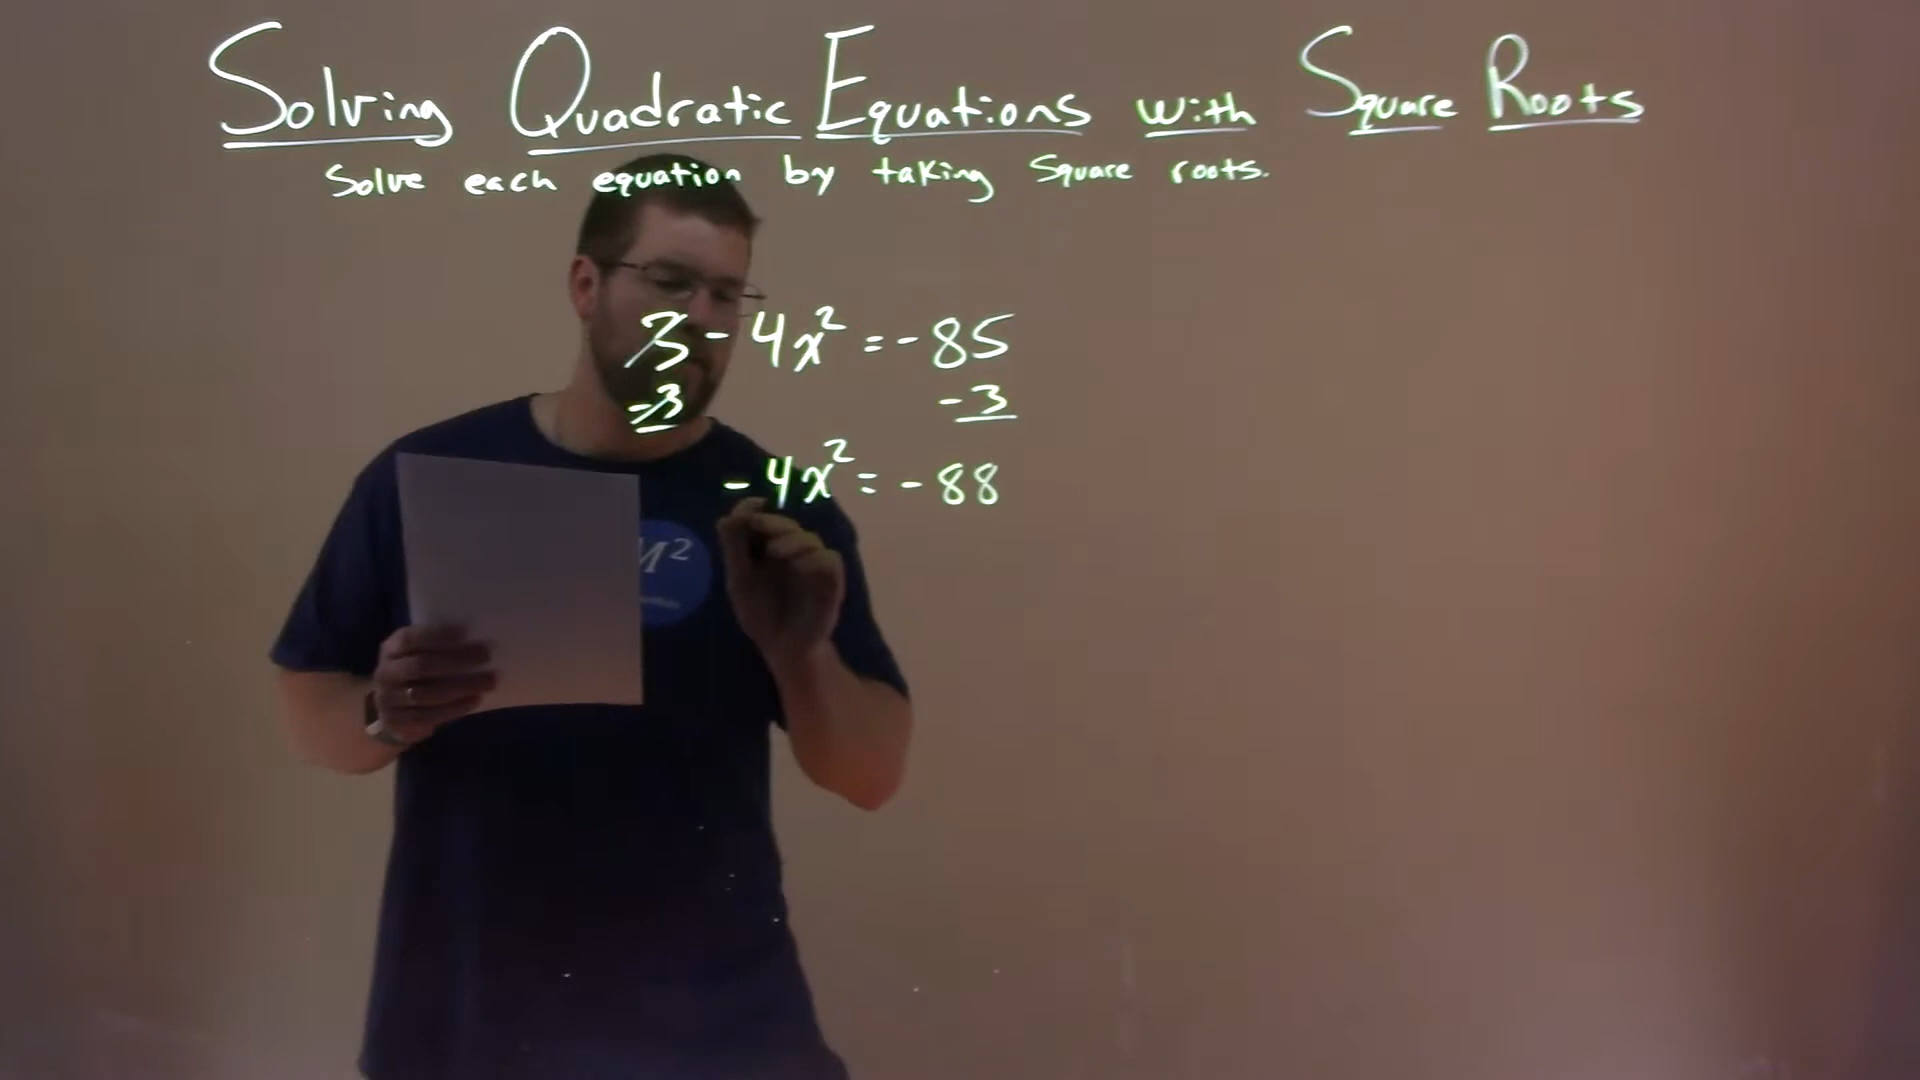 Solving Quadratic Equations with Square Roots
Solve each equation by taking Square roots.
3 - 4x² = -85
-3 -3
-4x² = -88
M²